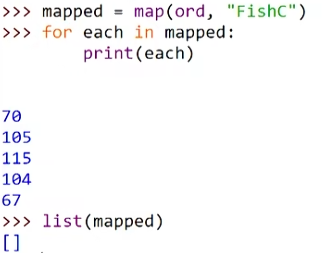 >>> mapped = map(ord, "FishC")
>>> for each in mapped:
        print(each)
70
105
115
104
67
>>> list(mapped)
[]